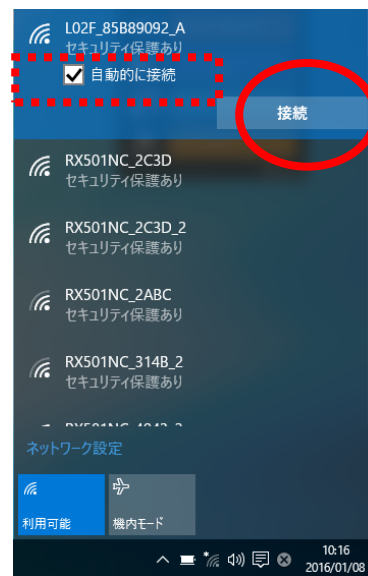 L02F_85B89092_A
セキュリティ保護あり
自動的に接続
接続
RX501NC_2C3D
セキュリティ保護あり
RX501NC_2C3D_2
セキュリティ保護あり
RX501NC_2ABC
セキュリティ保護あり
RX501NC_314B_2
セキュリティ保護あり
ネットワーク設定
利用可能
機内モード
10:16
2016/01/08